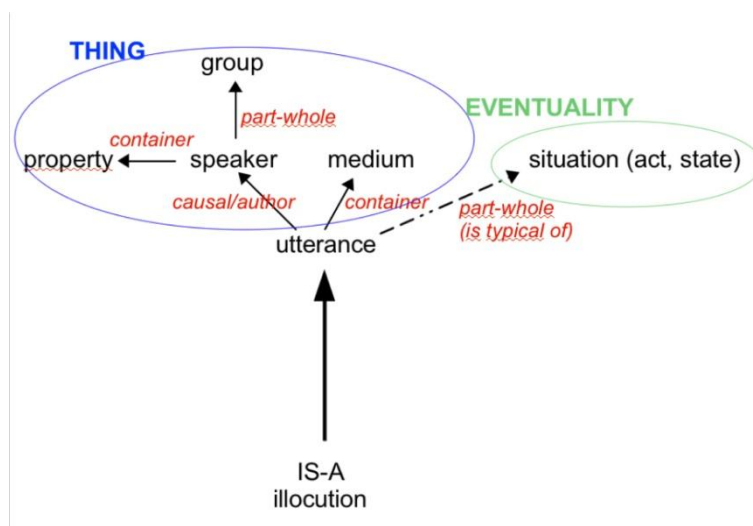 THING
group
EVENTUALITY
part-whole
container
property
speaker
medium
situation (act, state)
causal/author
container
part-whole
(is typical of)
utterance
IS-A
illocution